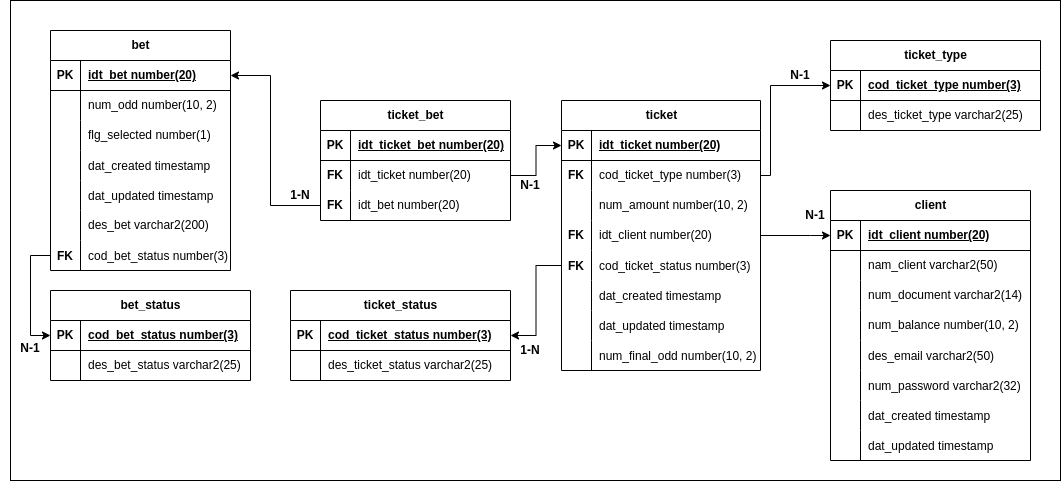 bet
PK idt_bet number(20)
num_odd number(10, 2)
flg_selected number(1)
dat_created timestamp
dat_updated timestamp
des_bet varchar2(200)
FK cod_bet_status number(3)
bet_status
PK cod_bet_status number(3)
des_bet_status varchar2(25)
N-1
1-N
ticket_bet
PK idt_ticket_bet number(20)
FK idt_ticket number(20)
FK idt_bet number(20)
N-1
ticket_status
PK cod_ticket_status number(3)
des_ticket_status varchar2(25)
1-N
ticket
PK idt_ticket number(20)
FK cod_ticket_type number(3)
num_amount number(10, 2)
FK idt_client number(20)
FK cod_ticket_status number(3)
dat_created timestamp
dat_updated timestamp
num_final_odd number(10, 2)
N-1
ticket_type
PK cod_ticket_type number(3)
des_ticket_type varchar2(25)
N-1
client
PK idt_client number(20)
nam_client varchar2(50)
num_document varchar2(14)
num_balance number(10, 2)
des_email varchar2(50)
num_password varchar2(32)
dat_created timestamp
dat_updated timestamp